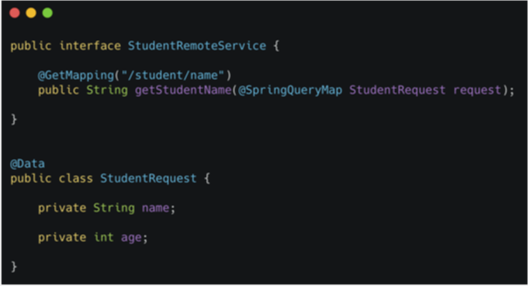 public interface StudentRemoteService {
@GetMapping("/student/name")
public String getStudentName(@SpringQueryMap StudentRequest request);
}
@Data
public class StudentRequest {
private String name;
private int age;
}